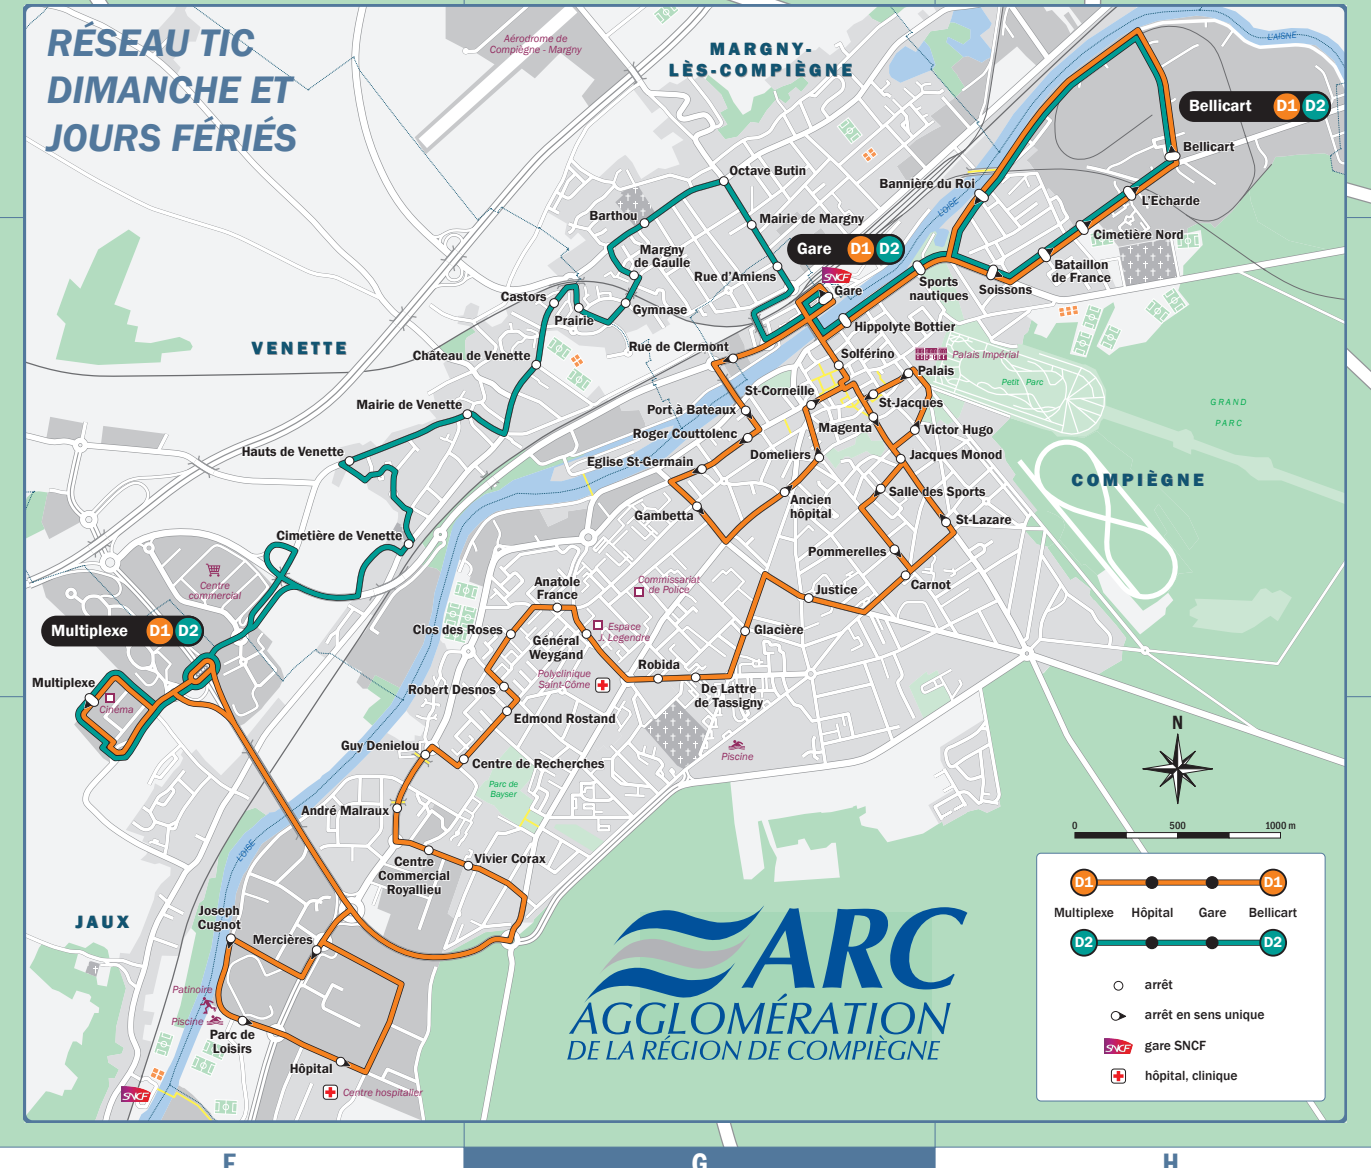 RÉSEAU TIC
DIMANCHE ET
JOURS FÉRIÉS
Aérodrome de
Compiègne - Margny
MARGNY-
LÈS-COMPIÈGNE
L'AISNE
Bellicart D1 D2
Bellicart
Octave Butin
Bannière du Roi
L'Echarde
L'OISE
Barthou
Mairie de Margny
Cimetière Nord
Margny
de Gaulle
Gare D1 D2
Bataillon
de France
Rue d'Amiens
SNCF
Gare
Sports
nautiques
Soissons
Castors
Prairie
Gymnase
Hippolyte Bottier
VENETTE
Château de Venette
Rue de Clermont
Solférino
Palais Impérial
Palais
Petit Parc
St-Corneille
St-Jacques
GRAND
PARC
Mairie de Venette
Port à Bateaux
Magenta
Victor Hugo
Roger Couttolenc
Hauts de Venette
Domeliers
Jacques Monod
Eglise St-Germain
COMPIÈGNE
Salle des Sports
Ancien
hôpital
Gambetta
St-Lazare
Cimetière de Venette
Pommerelles
Centre
commercial
Anatole
France
Commissariat
de Police
Justice
Carnot
Multiplexe D1 D2
Clos des Roses
Général
Weygand
Espace
J. Legendre
Glacière
Robida
Polyclinique
Saint-Côme
Multiplexe
Cinéma
Robert Desnos
De Lattre
de Tassigny
Edmond Rostand
N
Guy Denielou
Piscine
Centre de Recherches
Parc de
Bayser
André Malraux
0 500 1000 m
L'OISE
Centre
Commercial
Royallieu
Vivier Corax
D1 D1
Multiplexe Hôpital Gare Bellicart
D2 D2
JAUX
Joseph
Cugnot
Mercières
ARC
AGGLOMÉRATION
DE LA RÉGION DE COMPIÈGNE
arrêt
Patinoire
Piscine
arrêt en sens unique
Parc de
Loisirs
SNCF gare SNCF
Hôpital
hôpital, clinique
SNCF
Centre hospitalier
F G H